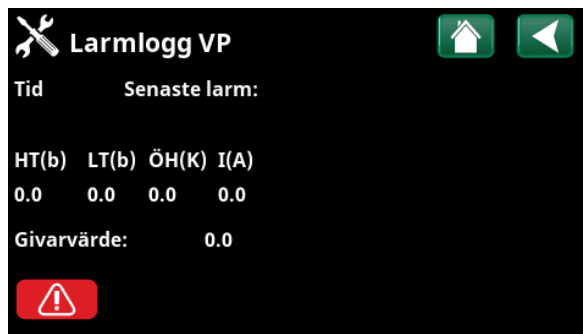 Larmlogg VP
Tid Senaste larm:
HT(b) LT(b) ÖH(K) I(A)
0.0 0.0 0.0 0.0
Givarvärde: 0.0